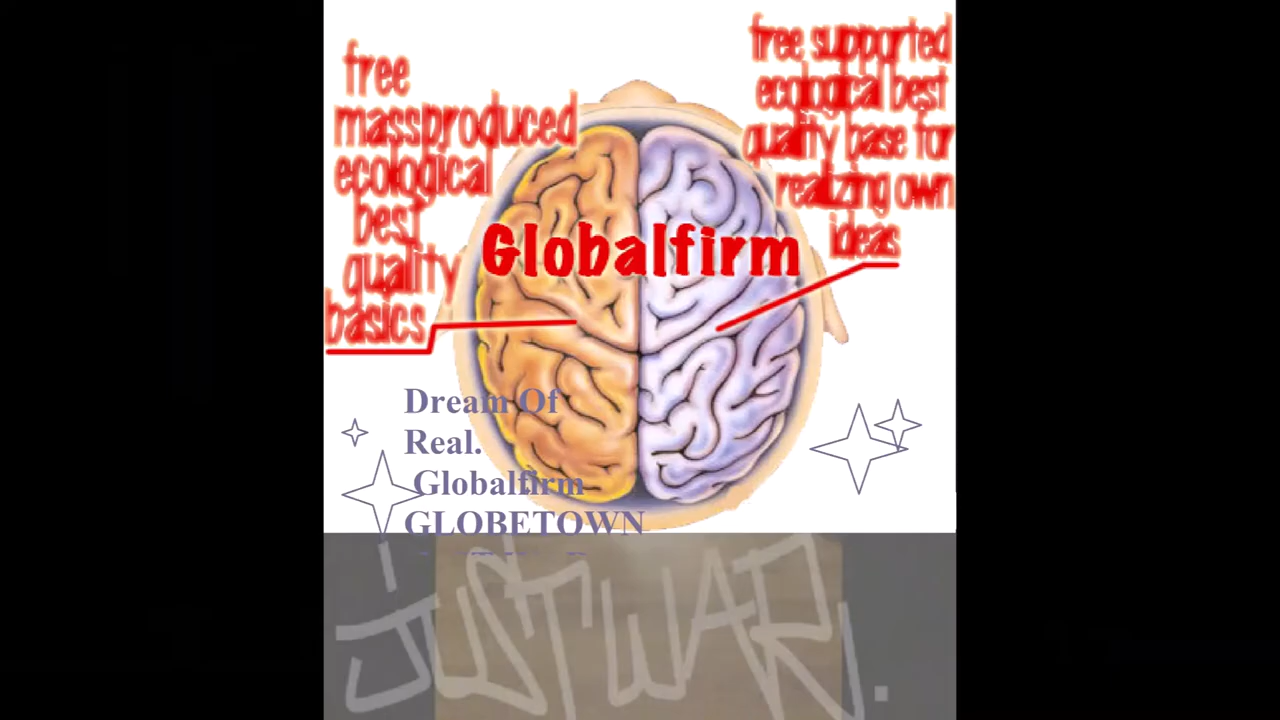 free
massproduced
ecological
best
quality
basics
free supported
ecological best
quality base for
realizing own
ideas
Globalfirm
Dream Of
Real.
Globalfirm
GLOBETOWN
JUSTWAR.